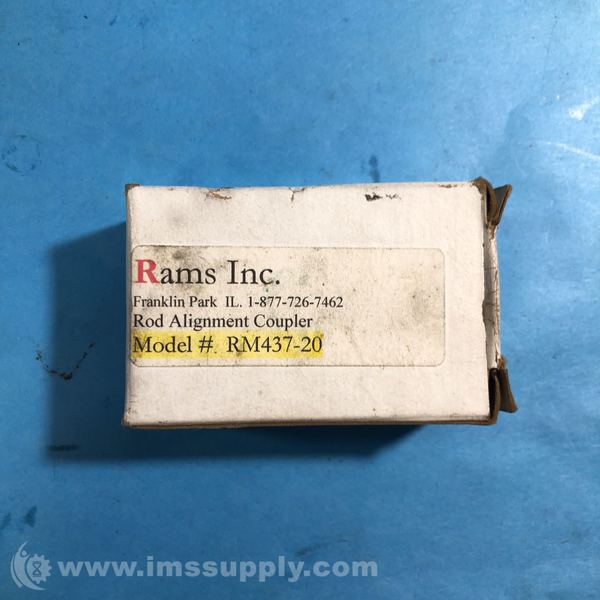 Rams Inc.
Franklin Park IL. 1-877-726-7462
Rod Alignment Coupler
Model #. RM437-20
www.imssupply.com